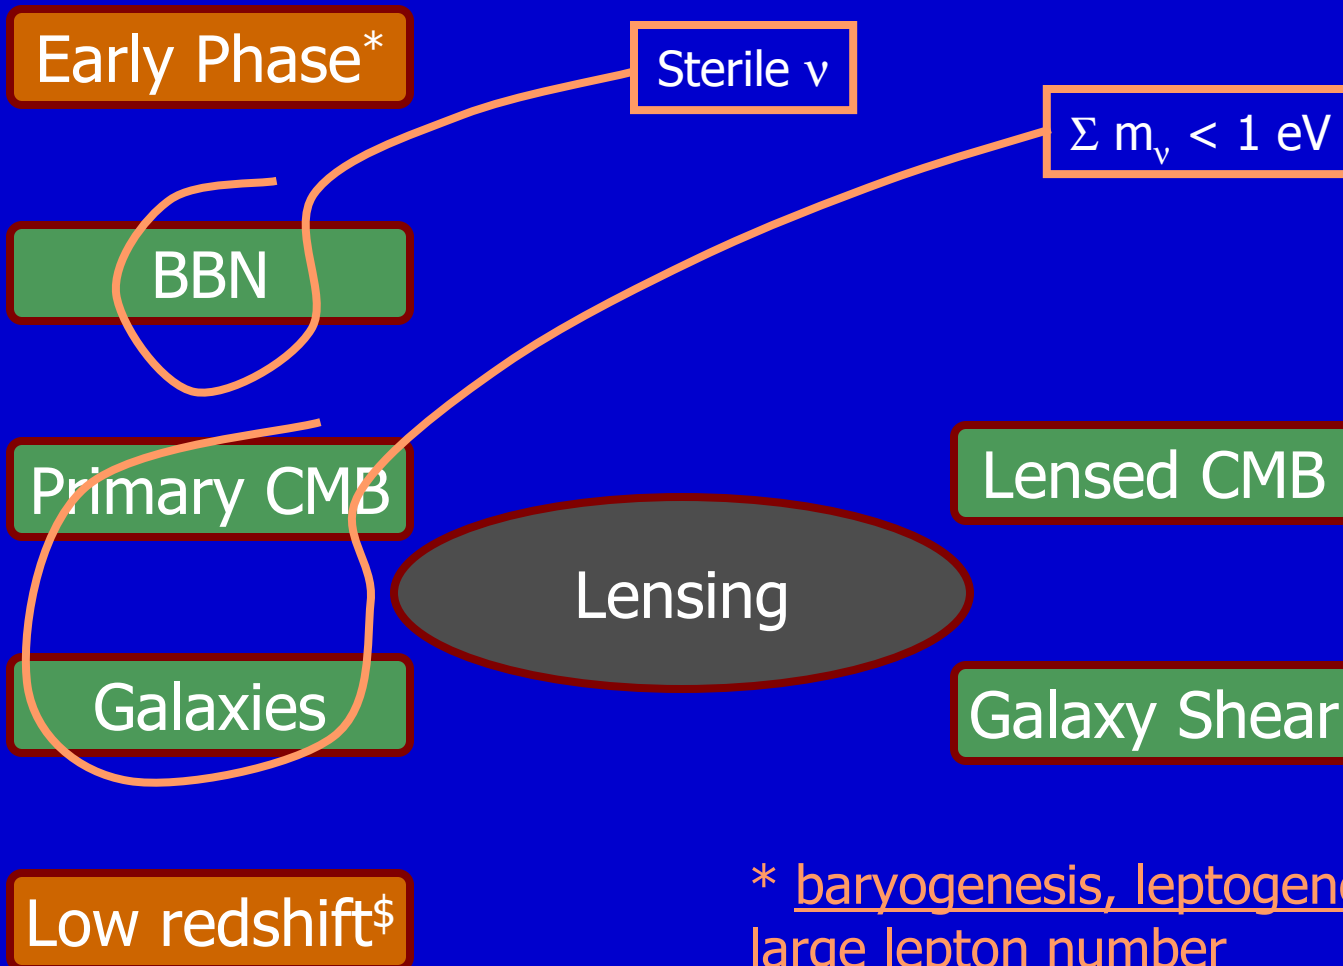 Early Phase*
Sterile ν
Σ mν < 1 eV
BBN
Primary CMB
Lensed CMB
Lensing
Galaxies
Galaxy Shear
Low redshift$
* baryogenesis,
large lepton number